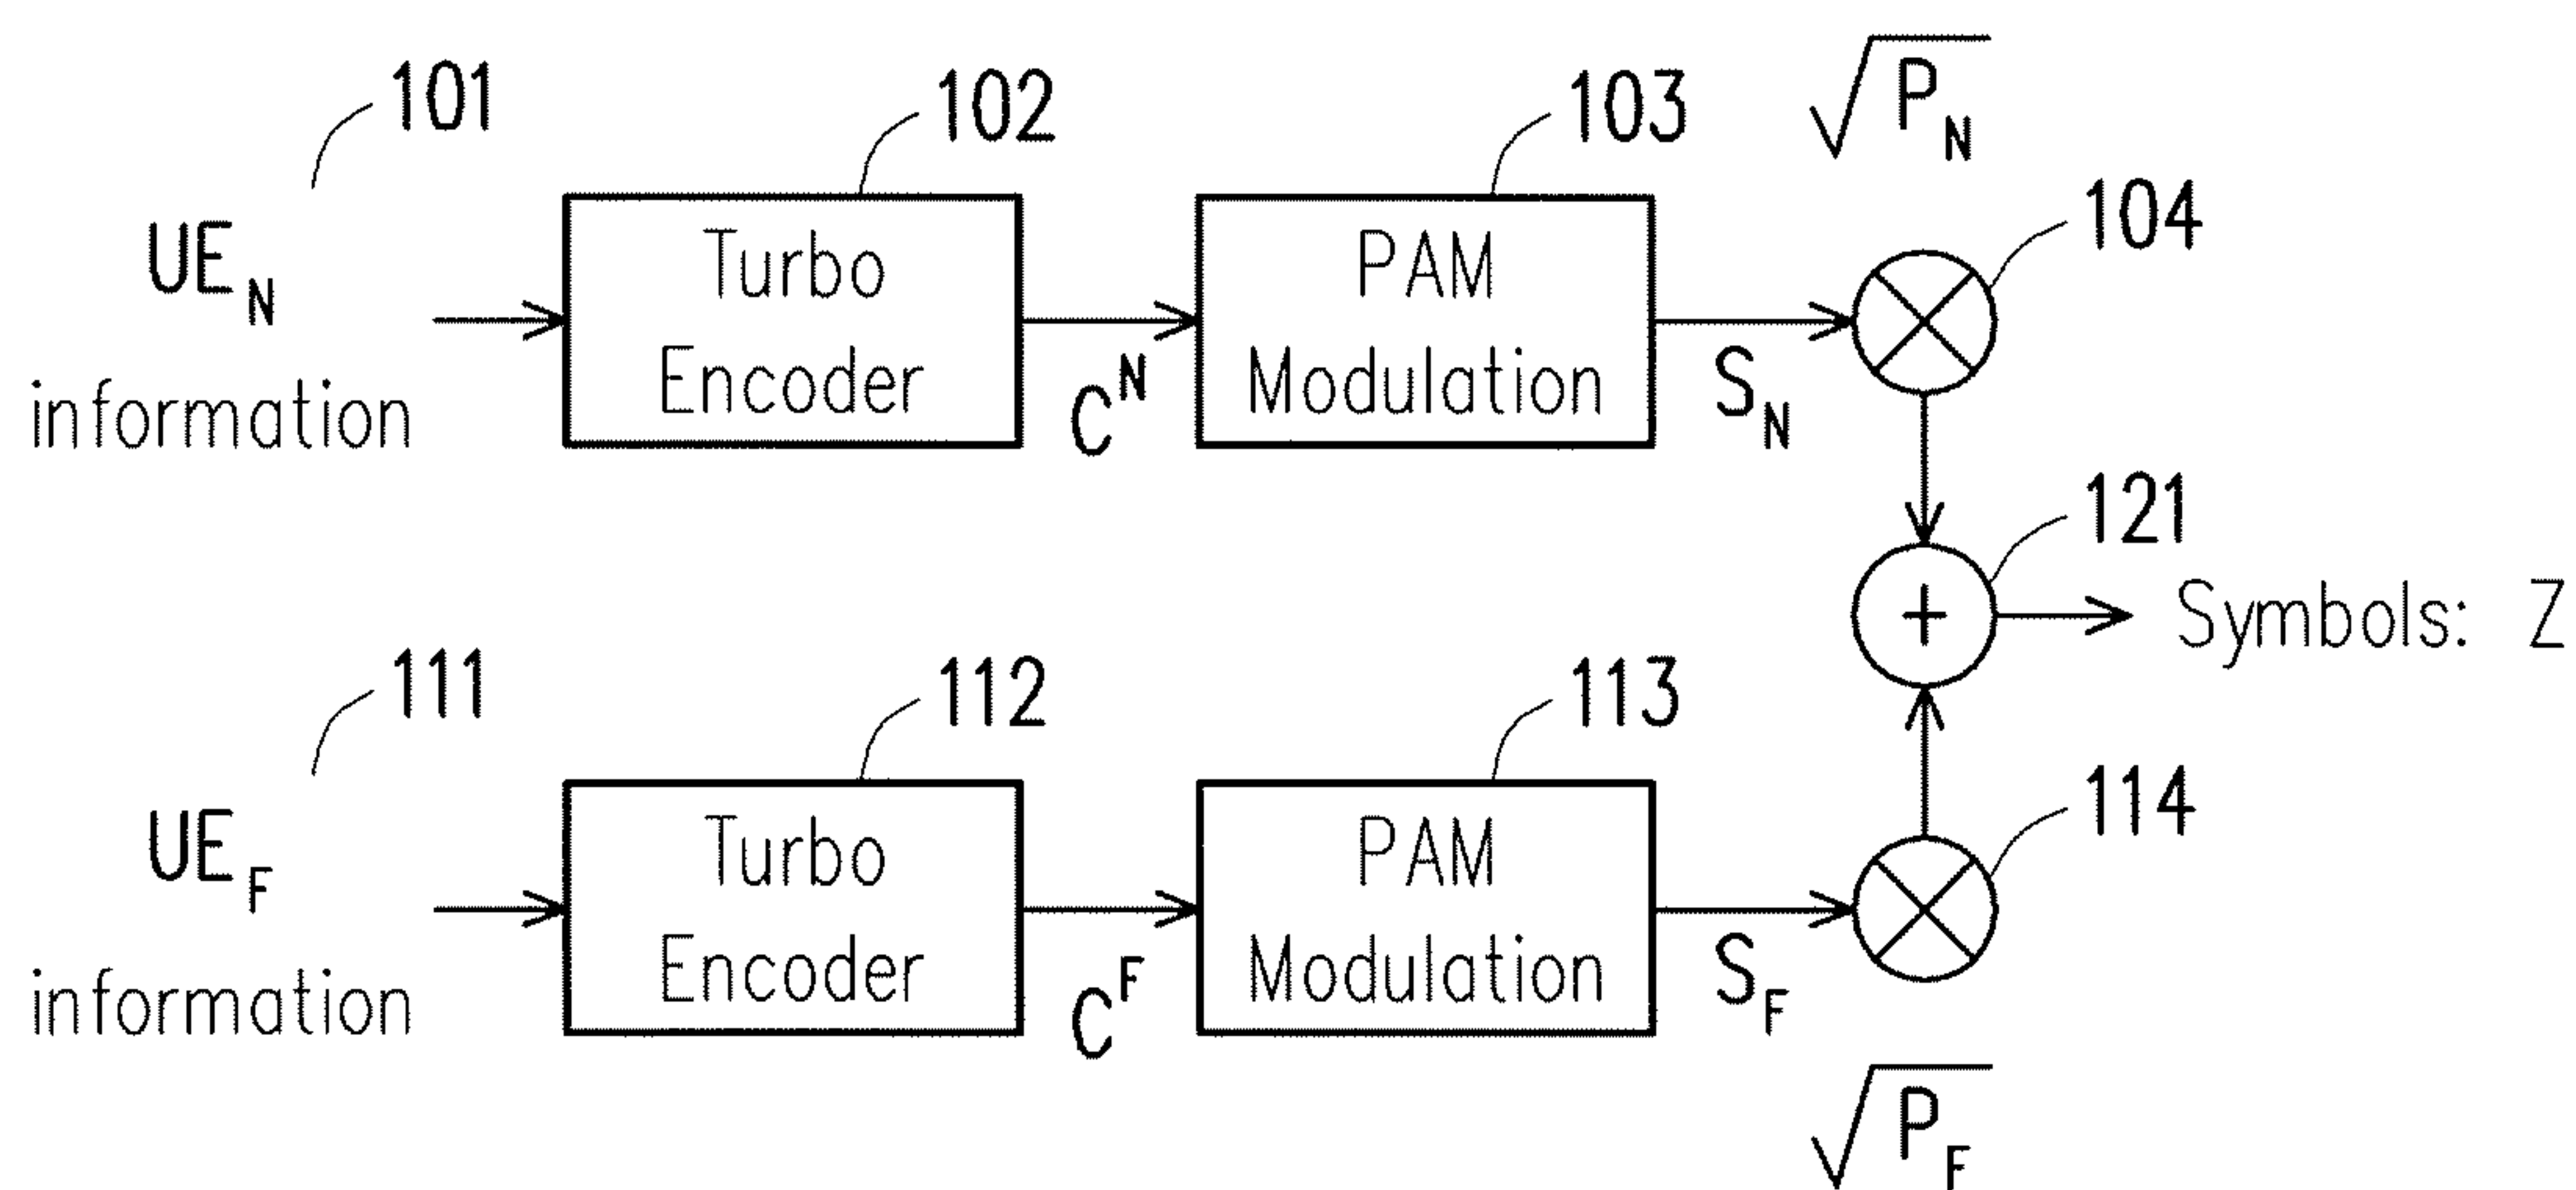 101
102
103
√P_N
104
UE_N
information
Turbo
Encoder
C^N
PAM
Modulation
S_N
121
+
Symbols: Z
111
112
113
114
UE_F
information
Turbo
Encoder
C^F
PAM
Modulation
S_F
√P_F